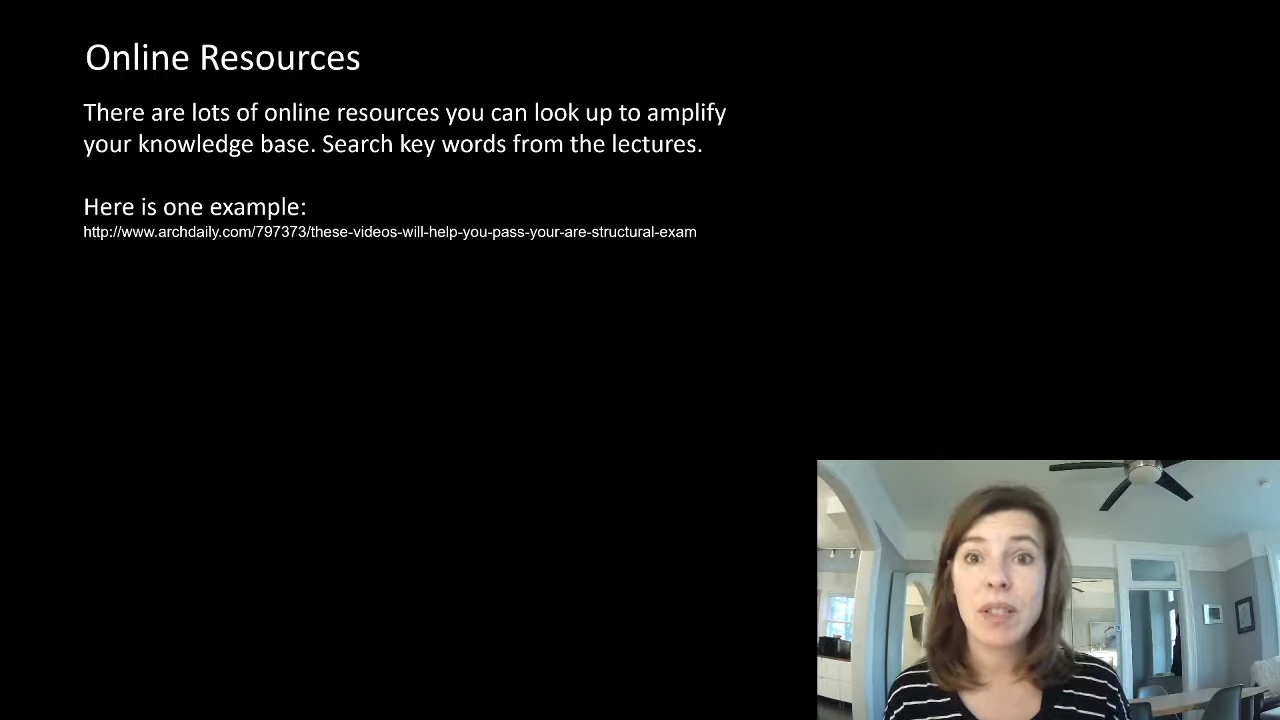 Online Resources
There are lots of online resources you can look up to amplify
your knowledge base. Search key words from the lectures.
Here is one example:
http://www.archdaily.com/797373/these-videos-will-help-you-pass-your-are-structural-exam